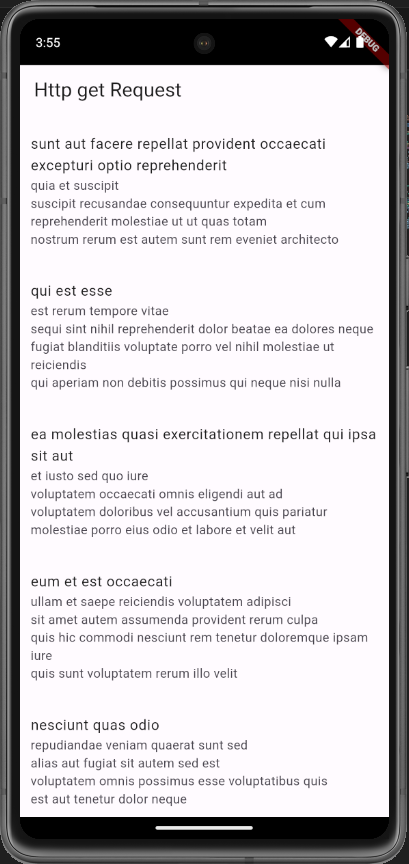 3:55
DEBUG
Http get Request
sunt aut facere repellat provident occaecati
excepturi optio reprehenderit
quia et suscipit
suscipit recusandae consequuntur expedita et cum
reprehenderit molestiae ut ut quas totam
nostrum rerum est autem sunt rem eveniet architecto
qui est esse
est rerum tempore vitae
sequi sint nihil reprehenderit dolor beatae ea dolores neque
fugiat blanditiis voluptate porro vel nihil molestiae ut
reiciendis
qui aperiam non debitis possimus qui neque nisi nulla
ea molestias quasi exercitationem repellat qui ipsa
sit aut
et iusto sed quo iure
voluptatem occaecati omnis eligendi aut ad
voluptatem doloribus vel accusantium quis pariatur
molestiae porro eius odio et labore et velit aut
eum et est occaecati
ullam et saepe reiciendis voluptatem adipisci
sit amet autem assumenda provident rerum culpa
quis hic commodi nesciunt rem tenetur doloremque ipsam
iure
quis sunt voluptatem rerum illo velit
nesciunt quas odio
repudiandae veniam quaerat sunt sed
alias aut fugiat sit autem sed est
voluptatem omnis possimus esse voluptatibus quis
est aut tenetur dolor neque